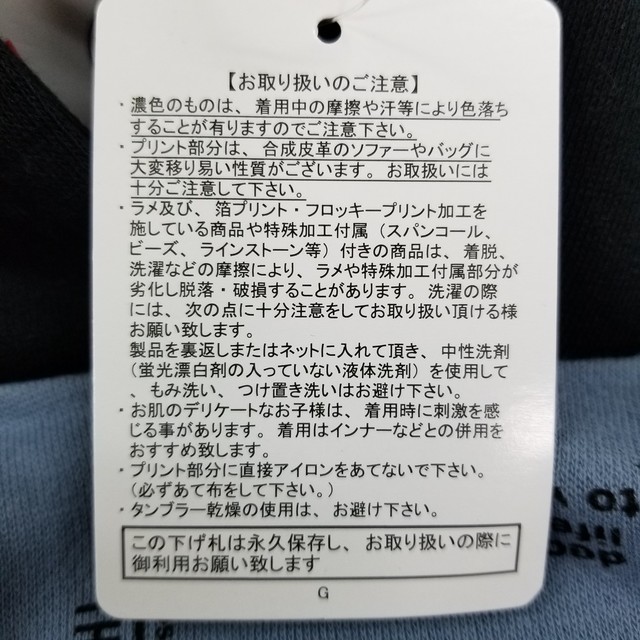 【お取り扱いのご注意】
・濃色のものは、着用中の摩擦や汗等により色落ち
することが有りますのでご注意下さい。
・プリント部分は、合成皮革のソファーやバッグに
大変移り易い性質がございます。お取扱いには
十分ご注意して下さい。
・ラメ及び、箔プリント・フロッキープリント加工を
施している商品や特殊加工付属（スパンコール、
ビーズ、ラインストーン等）付きの商品は、着脱、
洗濯などの摩擦により、ラメや特殊加工付属部分が
劣化し脱落・破損することがあります。洗濯の際
には、次の点に十分注意をしてお取り扱い頂ける様
お願い致します。
製品を裏返しまたはネットに入れて頂き、中性洗剤
（蛍光漂白剤の入っていない液体洗剤）を使用して
、もみ洗い、つけ置き洗いはお避け下さい。
・お肌のデリケートなお子様は、着用時に刺激を感
じる事があります。着用はインナーなどとの併用を
おすすめ致します。
・プリント部分に直接アイロンをあてないで下さい。
（必ずあて布をして下さい。）
・タンブラー乾燥の使用は、お避け下さい。
この下げ札は永久保存し、お取り扱いの際に
御利用お願い致します
G
to
life
doc